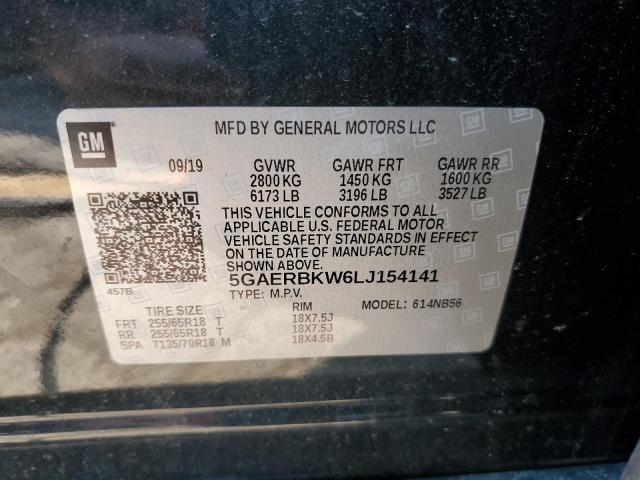 GM
MFD BY GENERAL MOTORS LLC
09/19 GVWR GAWR FRT GAWR RR
2800 KG 1450 KG 1600 KG
6173 LB 3196 LB 3527 LB
THIS VEHICLE CONFORMS TO ALL
APPLICABLE U.S. FEDERAL MOTOR
VEHICLE SAFETY STANDARDS IN EFFECT
ON THE DATE OF MANUFACTURE
SHOWN ABOVE.
457B
5GAERBKW6LJ154141
TYPE: M.P.V. MODEL: 614NB56
TIRE SIZE RIM
FRT 255/65R18 T 18X7.5J
RR 255/65R18 T 18X7.5J
SPA T135/70R18 M 18X4.5B